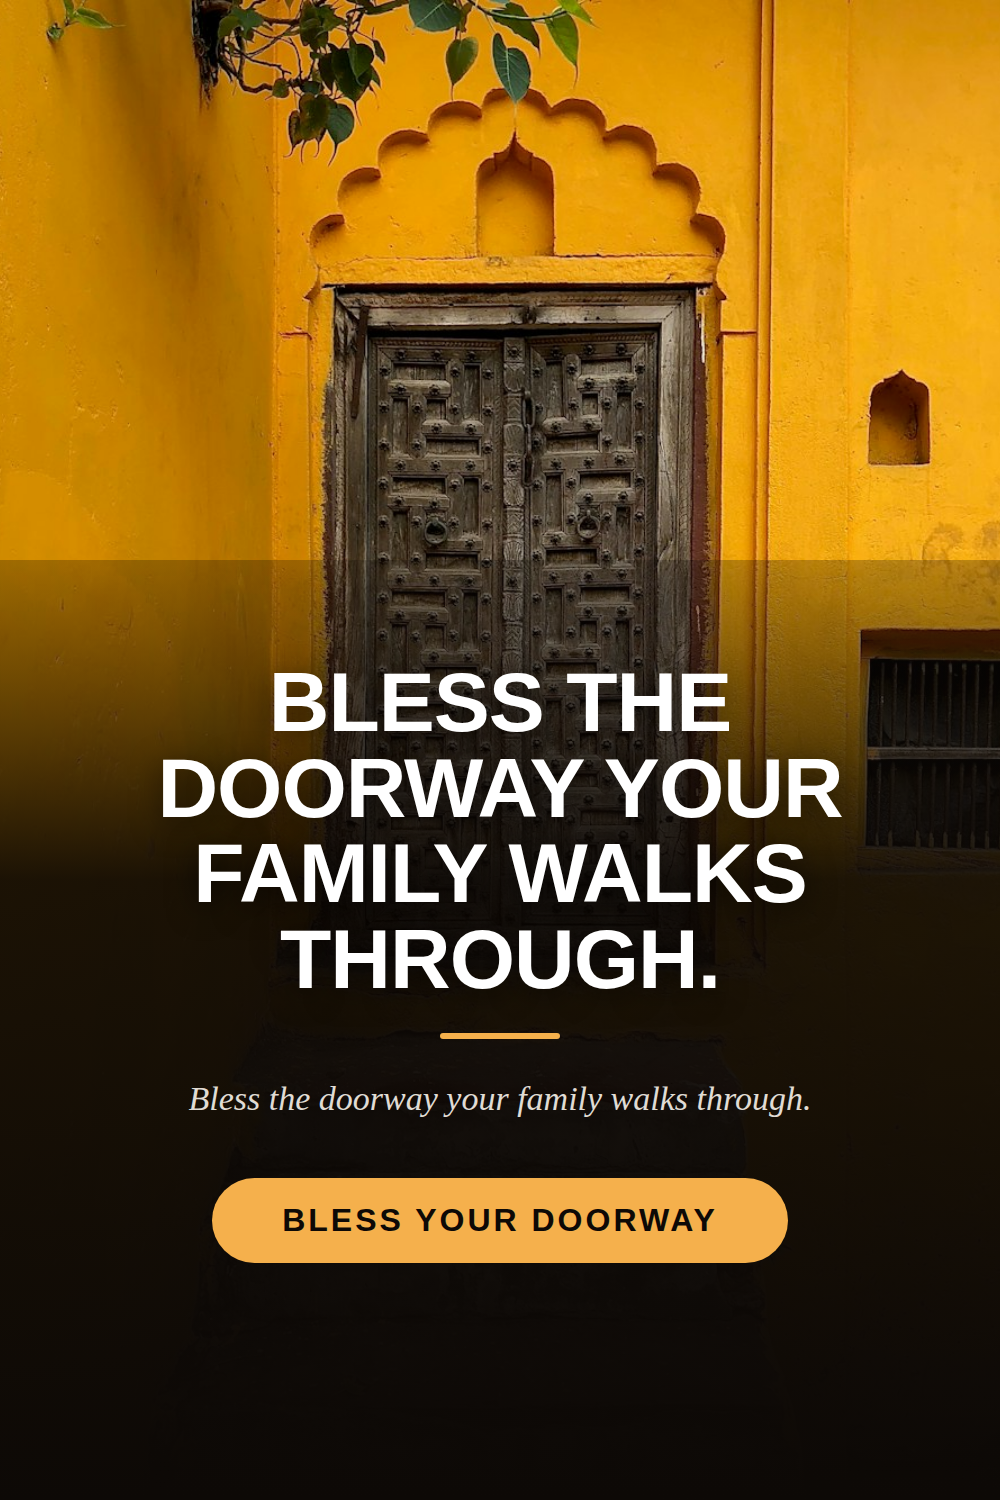 BLESS THE
DOORWAY YOUR
FAMILY WALKS
THROUGH.
Bless the doorway your family walks through.
BLESS YOUR DOORWAY